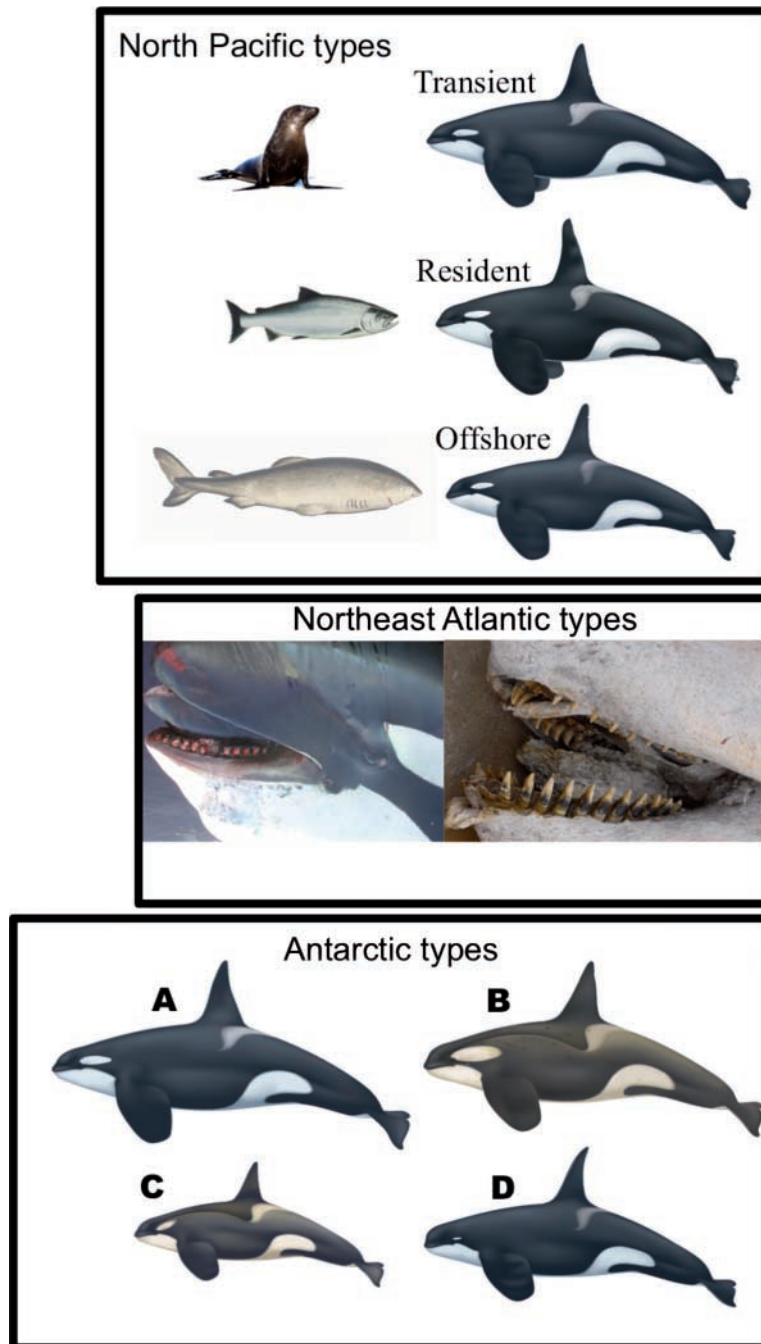 North Pacific types
Transient
Resident
Offshore
Northeast Atlantic types
Antarctic types
A
B
C
D